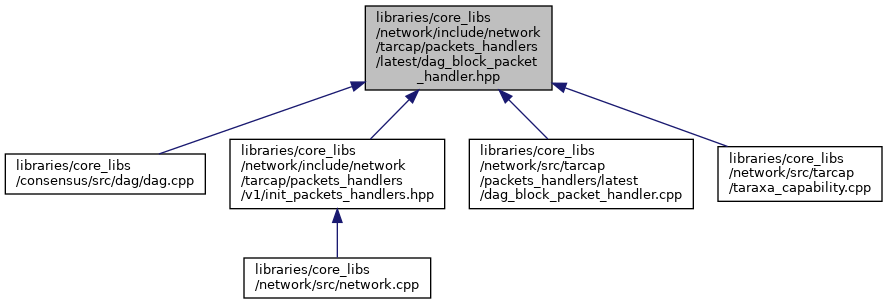 libraries/core_libs
/network/include/network
/tarcap/packets_handlers
/latest/dag_block_packet
_handler.hpp
libraries/core_libs
/consensus/src/dag/dag.cpp
libraries/core_libs
/network/include/network
/tarcap/packets_handlers
/v1/init_packets_handlers.hpp
libraries/core_libs
/network/src/tarcap
/packets_handlers/latest
/dag_block_packet_handler.cpp
libraries/core_libs
/network/src/tarcap
/taraxa_capability.cpp
libraries/core_libs
/network/src/network.cpp